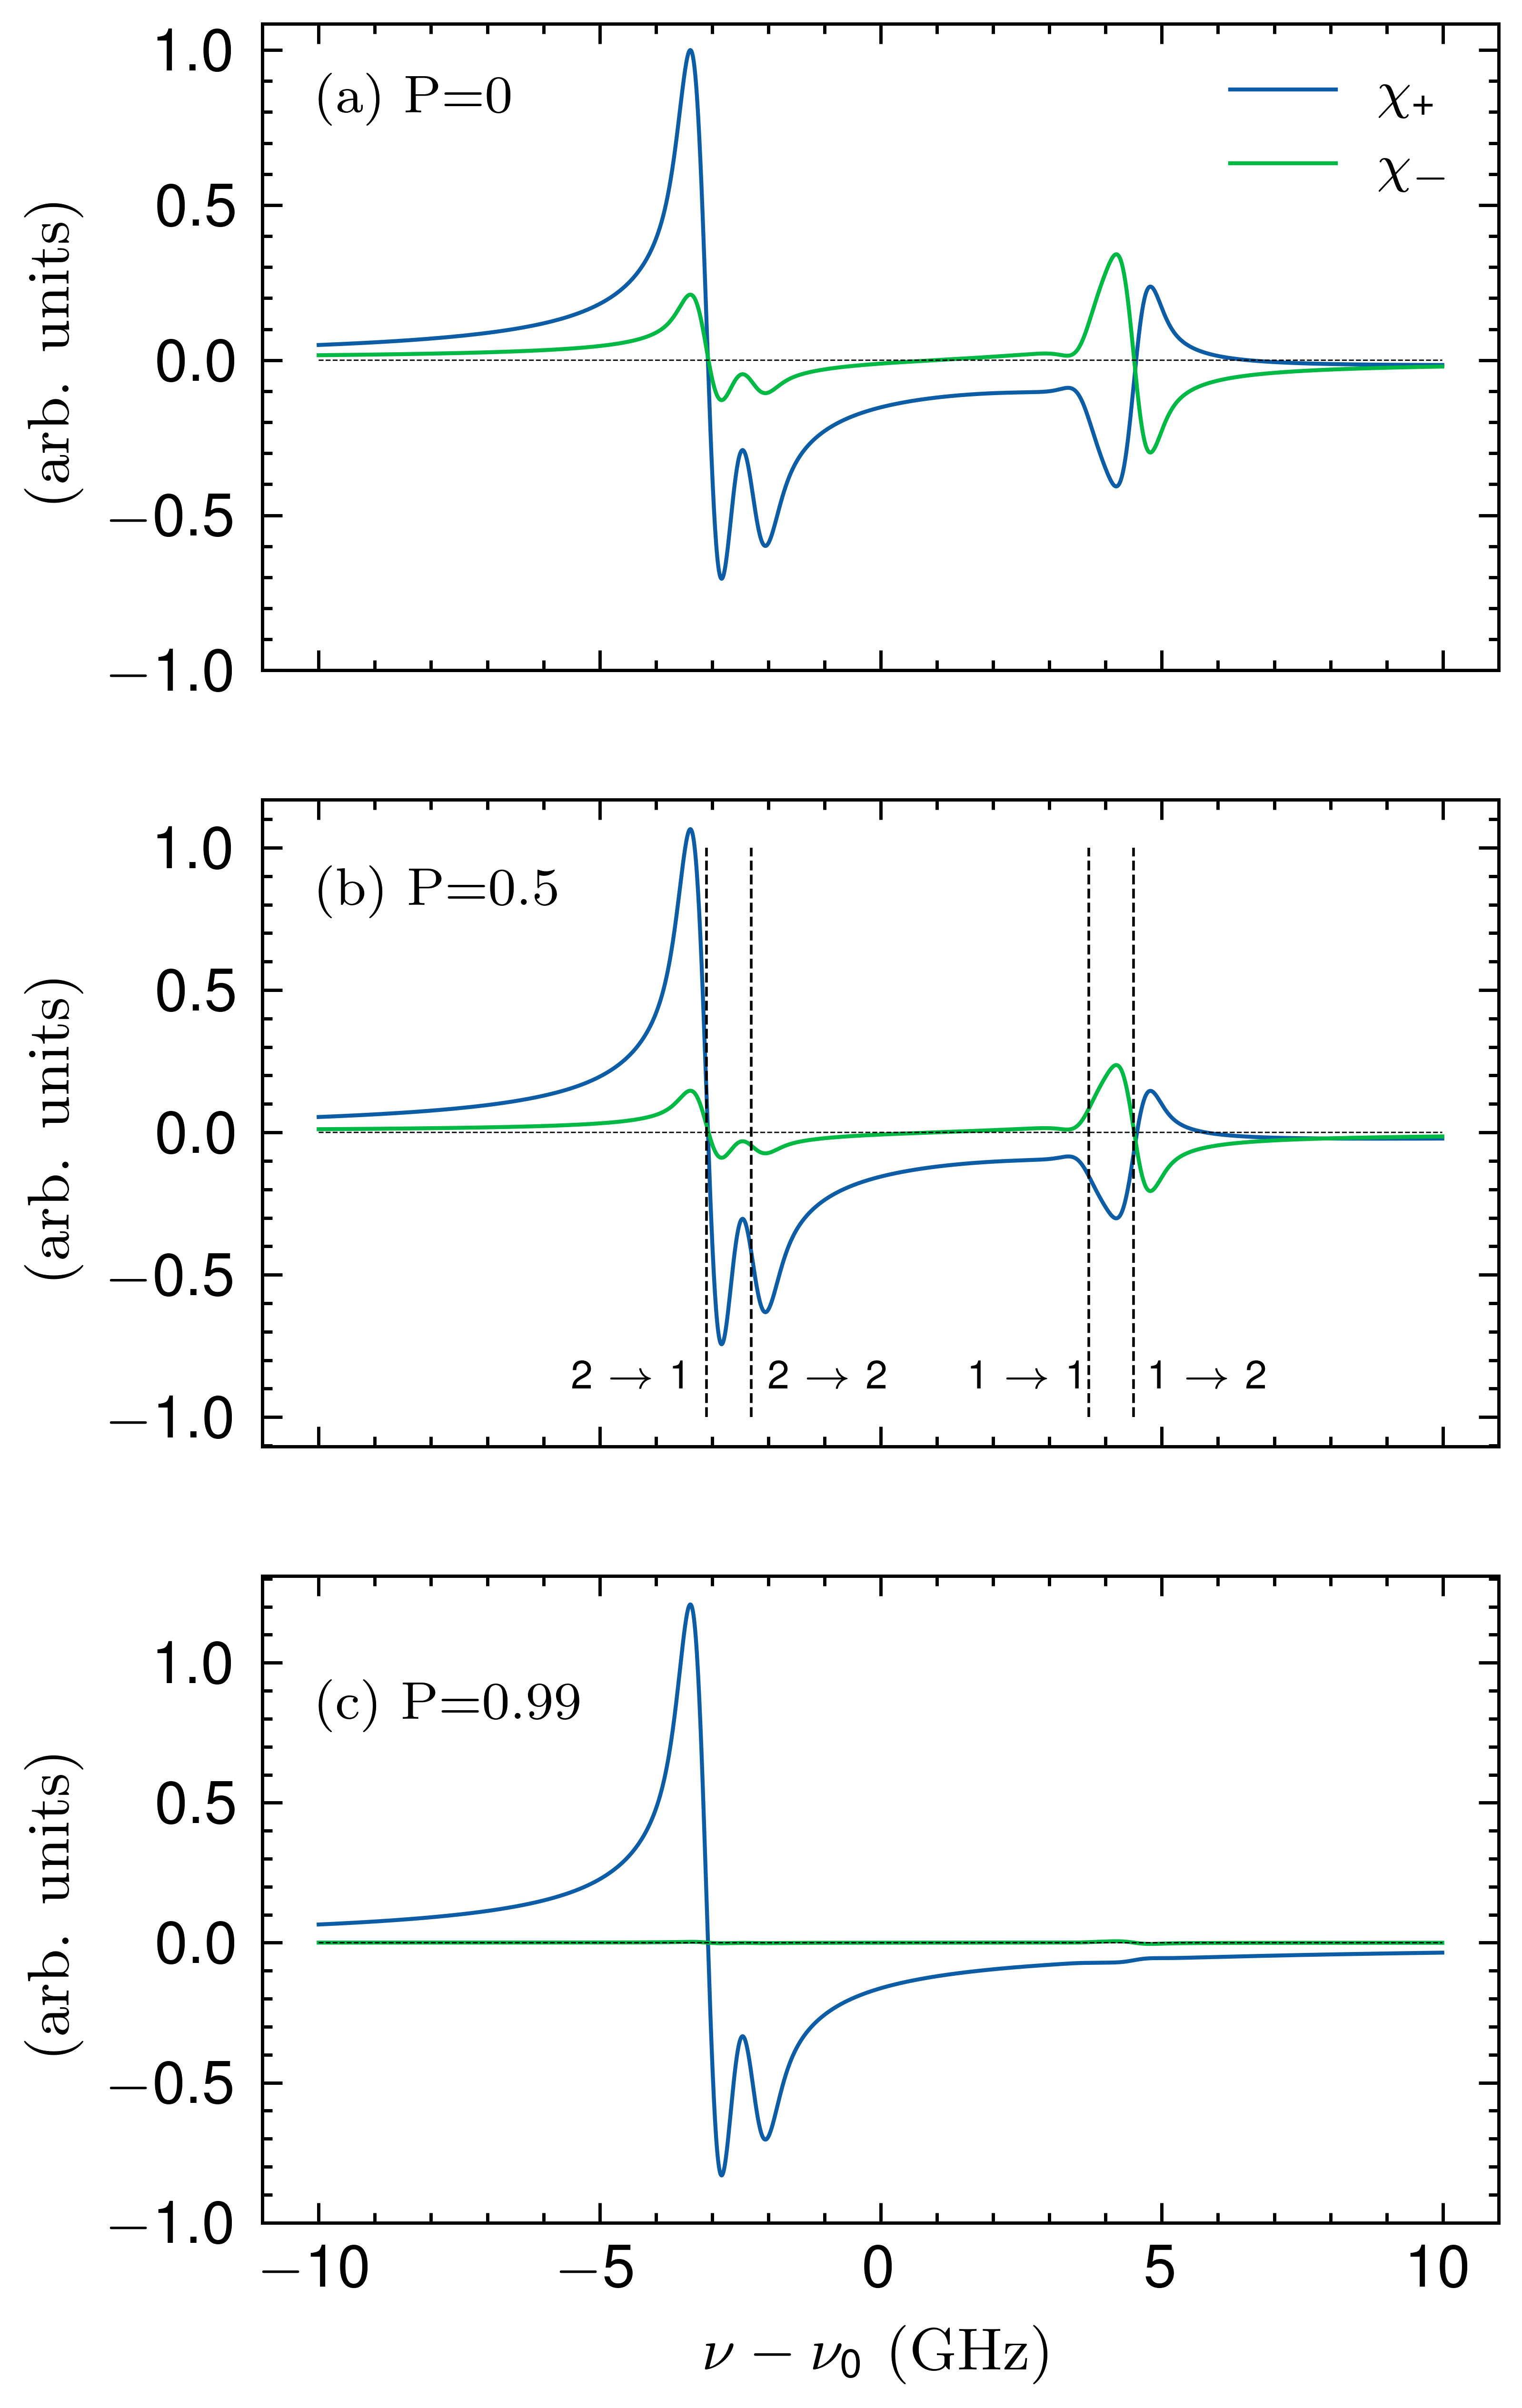 (a) P=0
χ₊
χ₋
1.0
0.5
0.0
−0.5
−1.0
(arb. units)
(b) P=0.5
1.0
0.5
0.0
−0.5
−1.0
(arb. units)
2 → 1
2 → 2
1 → 1
1 → 2
(c) P=0.99
1.0
0.5
0.0
−0.5
−1.0
(arb. units)
−10
−5
0
5
10
ν − ν₀ (GHz)